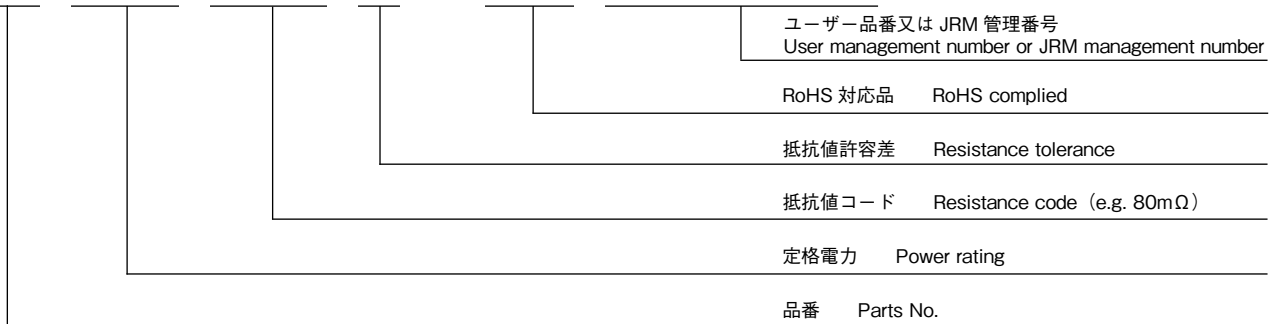 ユーザー品番又は JRM 管理番号
User management number or JRM management number
RoHS 対応品 RoHS complied
抵抗値許容差 Resistance tolerance
抵抗値コード Resistance code（e.g. 80mΩ）
定格電力 Power rating
品番 Parts No.